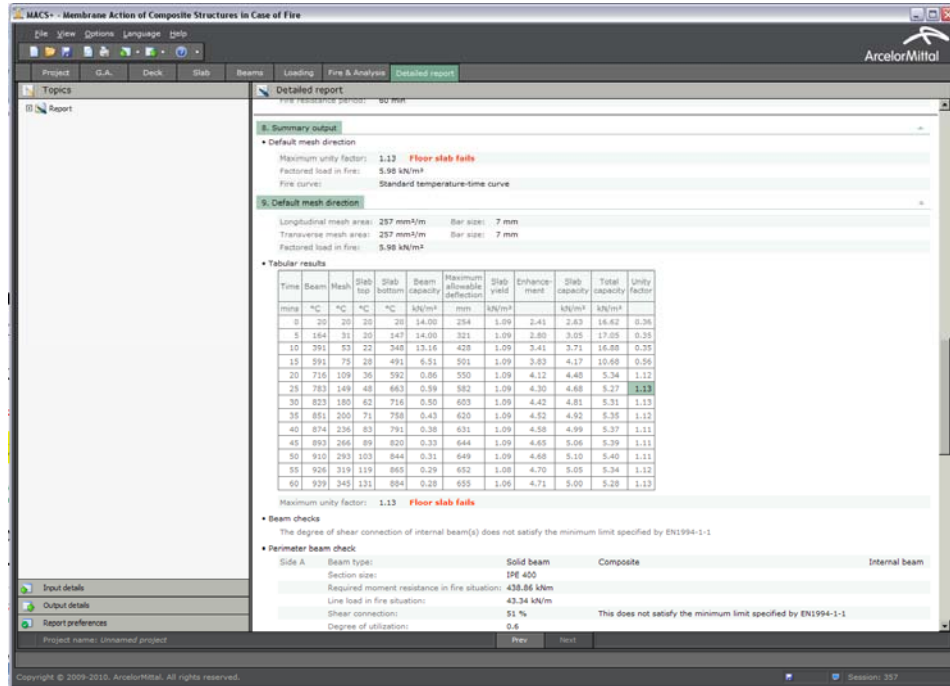 MACS+ - Membrane Action of Composite Structures in Case of Fire
File View Options Language Help
ArcelorMittal
Project G.A. Deck Slab Beams Loading Fire & Analysis Detailed report
Topics
Report
Detailed report
Fire resistance period: 60 min
8. Summary output
• Default mesh direction
Maximum unity factor: 1.13 Floor slab fails
Factored load in fire: 5.98 kN/m²
Fire curve: Standard temperature-time curve
9. Default mesh direction
Longitudinal mesh area: 257 mm²/m Bar size: 7 mm
Transverse mesh area: 257 mm²/m Bar size: 7 mm
Factored load in fire: 5.98 kN/m²
• Tabular results
Time Beam Mesh Slab top Slab bottom Beam capacity Maximum allowable deflection Slab yield Enhance-ment Slab capacity Total capacity Unity factor
mins °C °C °C °C kN/m² mm kN/m² kN/m² kN/m²
0 20 20 20 20 14.00 254 1.09 2.41 2.63 16.62 0.36
5 164 31 20 147 14.00 321 1.09 2.80 3.05 17.05 0.35
10 391 53 22 348 13.16 428 1.09 3.41 3.71 16.88 0.35
15 591 75 28 491 6.51 501 1.09 3.83 4.17 10.68 0.56
20 716 109 36 592 0.86 550 1.09 4.12 4.48 5.34 1.12
25 783 149 48 663 0.59 582 1.09 4.30 4.68 5.27 1.13
30 823 180 62 716 0.50 603 1.09 4.42 4.81 5.31 1.13
35 851 200 71 758 0.43 620 1.09 4.52 4.92 5.35 1.12
40 874 236 83 791 0.38 631 1.09 4.58 4.99 5.37 1.11
45 893 266 89 820 0.33 644 1.09 4.65 5.06 5.39 1.11
50 910 293 103 844 0.31 649 1.09 4.68 5.10 5.40 1.11
55 926 319 119 865 0.29 652 1.08 4.70 5.05 5.34 1.12
60 939 345 131 884 0.28 655 1.06 4.71 5.00 5.28 1.13
Maximum unity factor: 1.13 Floor slab fails
• Beam checks
The degree of shear connection of internal beam(s) does not satisfy the minimum limit specified by EN1994-1-1
• Perimeter beam check
Side A Beam type: Solid beam Composite Internal beam
Section size: IPE 400
Required moment resistance in fire situation: 438.86 kNm
Line load in fire situation: 43.34 kN/m
Shear connection: 51 % This does not satisfy the minimum limit specified by EN1994-1-1
Degree of utilization: 0.6
Input details
Output details
Report preferences
Project name: Unnamed project
Prev Next
Copyright © 2009-2010. ArcelorMittal. All rights reserved.
Session: 357